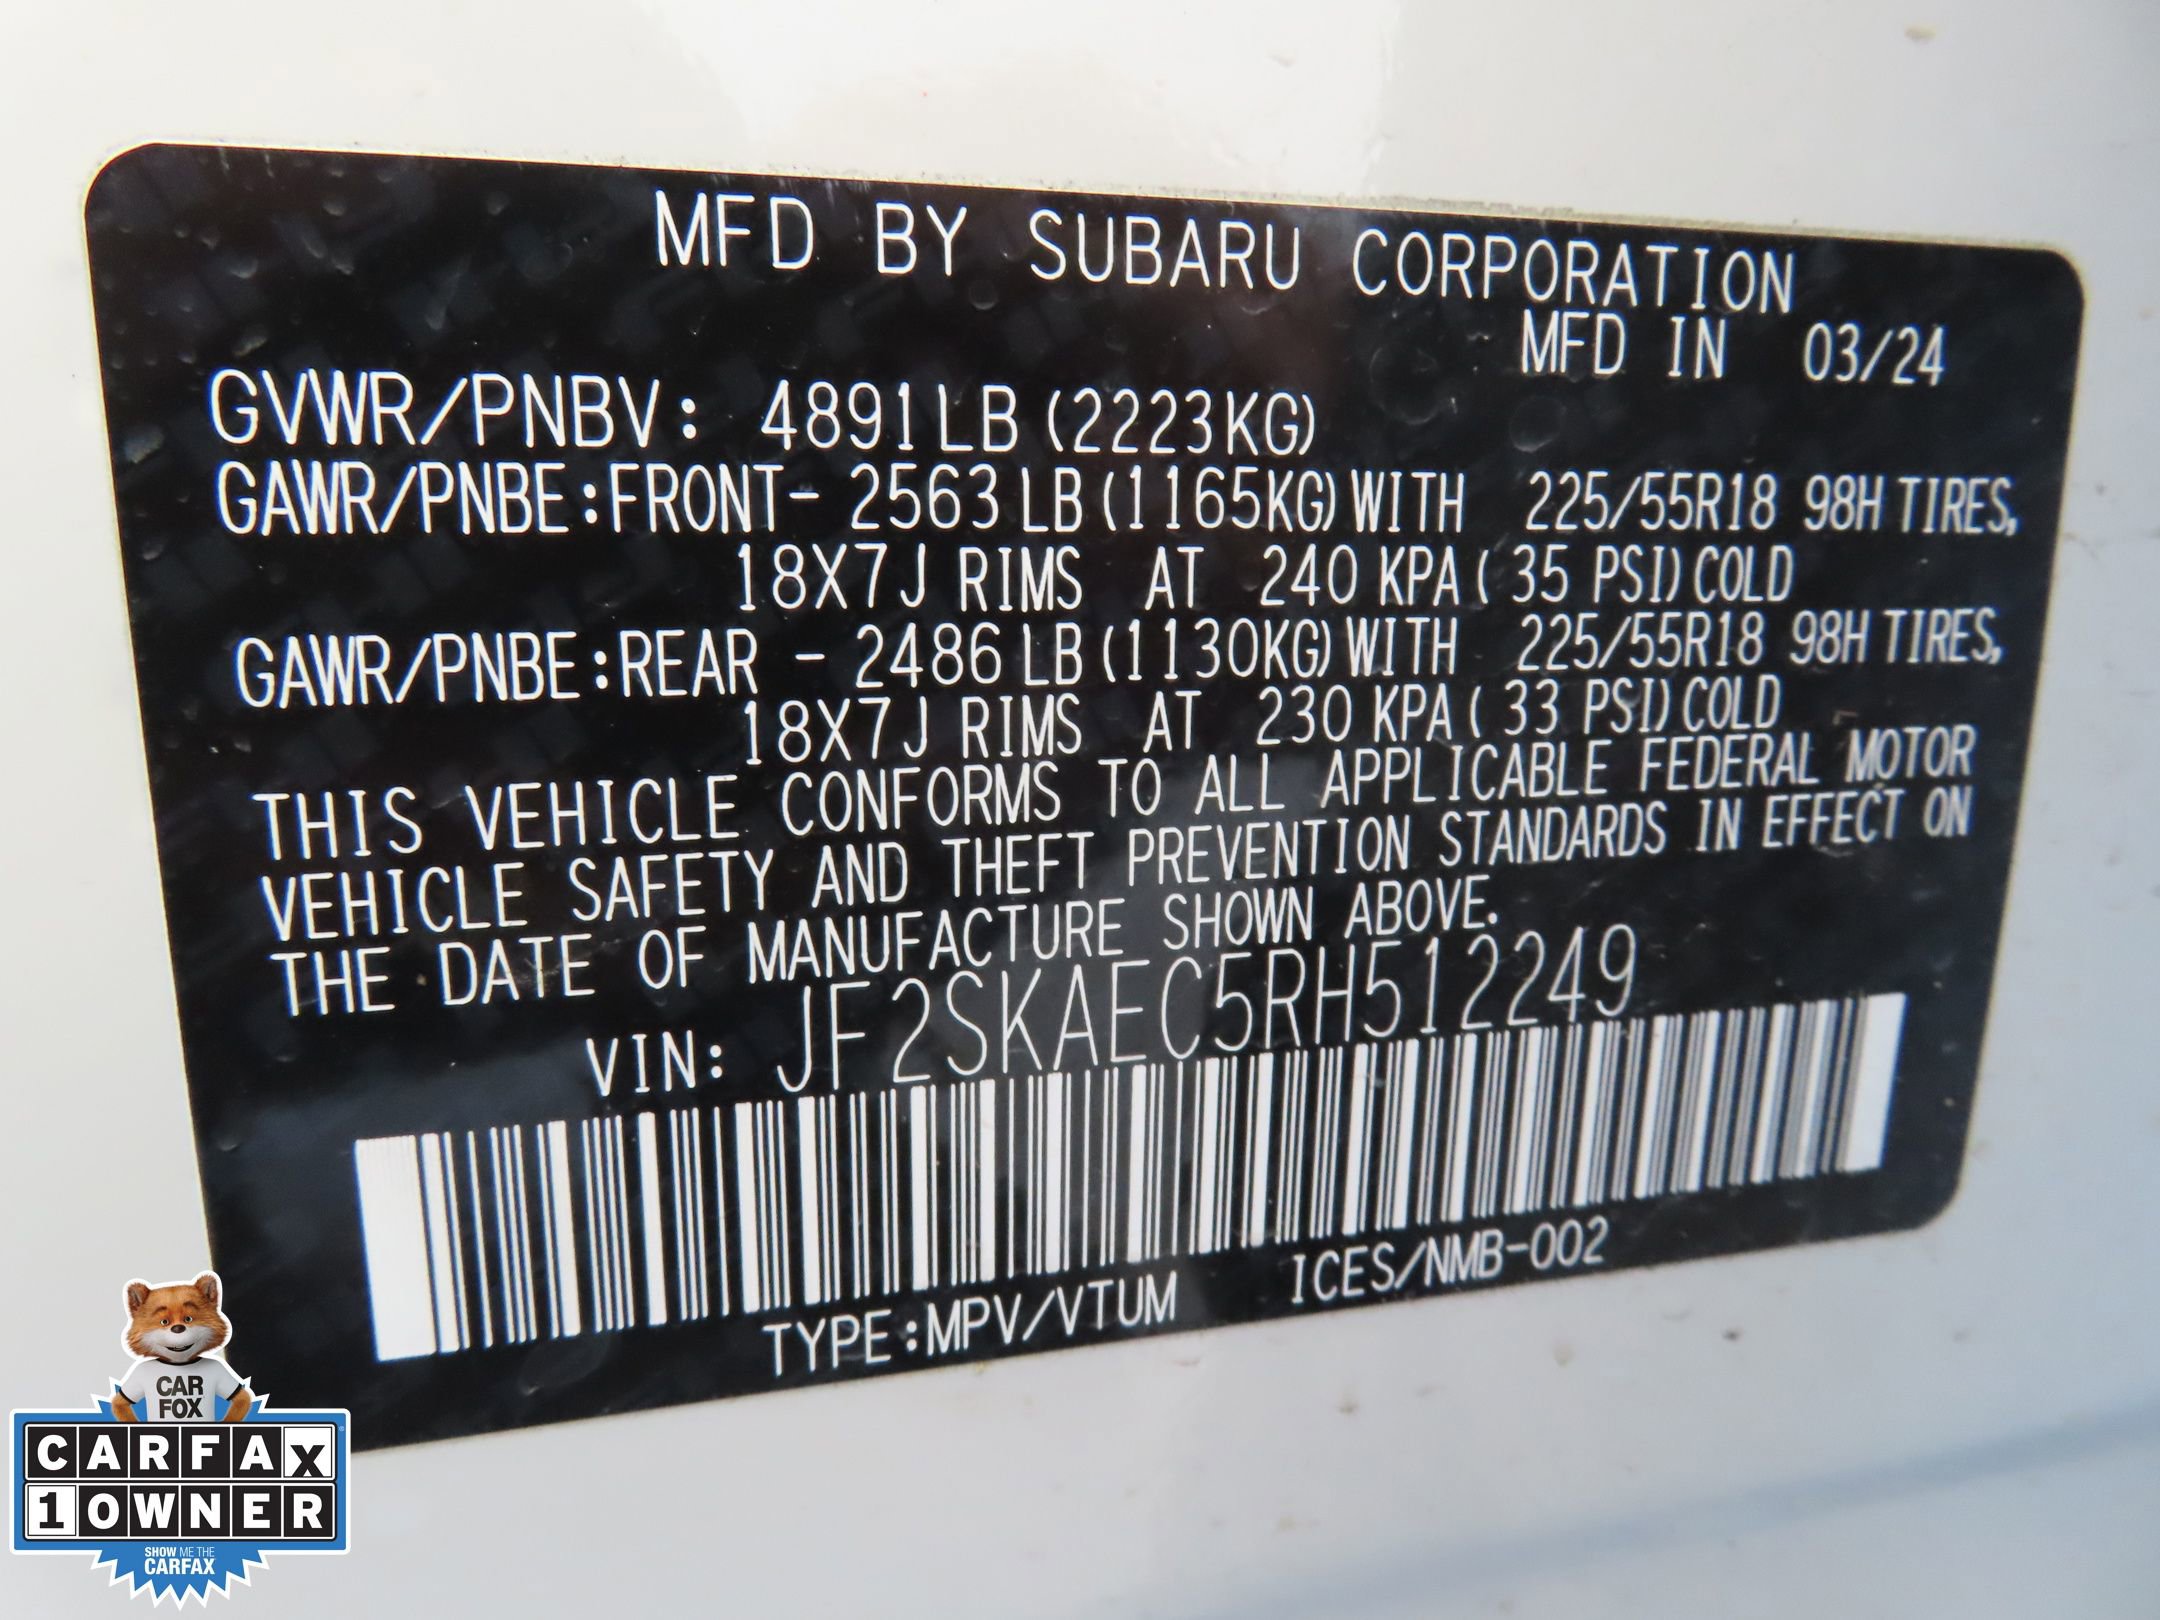 MFD BY SUBARU CORPORATION
MFD IN 03/24
GVWR/PNBV: 4891LB (2223KG)
GAWR/PNBE:FRONT- 2563 LB (1165KG) WITH 225/55R18 98H TIRES,
18X7J RIMS AT 240 KPA ( 35 PSI) COLD
GAWR/PNBE:REAR - 2486 LB (1130KG) WITH 225/55R18 98H TIRES,
18X7J RIMS AT 230 KPA ( 33 PSI) COLD
THIS VEHICLE CONFORMS TO ALL APPLICABLE FEDERAL MOTOR
VEHICLE SAFETY AND THEFT PREVENTION STANDARDS IN EFFECT ON
THE DATE OF MANUFACTURE SHOWN ABOVE.
VIN: JF2SKAEC5RH512249
TYPE:MPV/VTUM ICES/NMB-002
CAR
FOX
CARFAX
1 OWNER
SHOW ME THE
CARFAX